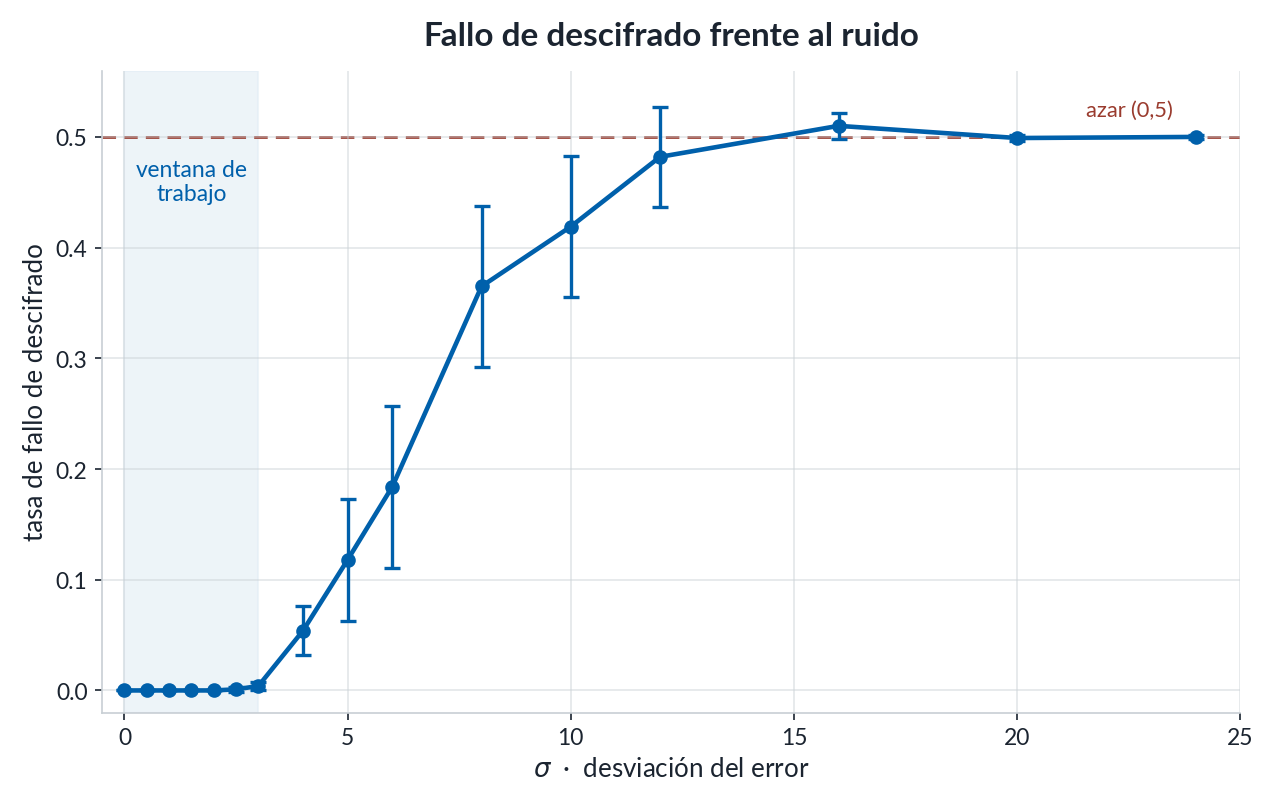 Fallo de descifrado frente al ruido
azar (0,5)
ventana de
trabajo
tasa de fallo de descifrado
0.5
0.4
0.3
0.2
0.1
0.0
0
5
10
15
20
25
σ · desviación del error